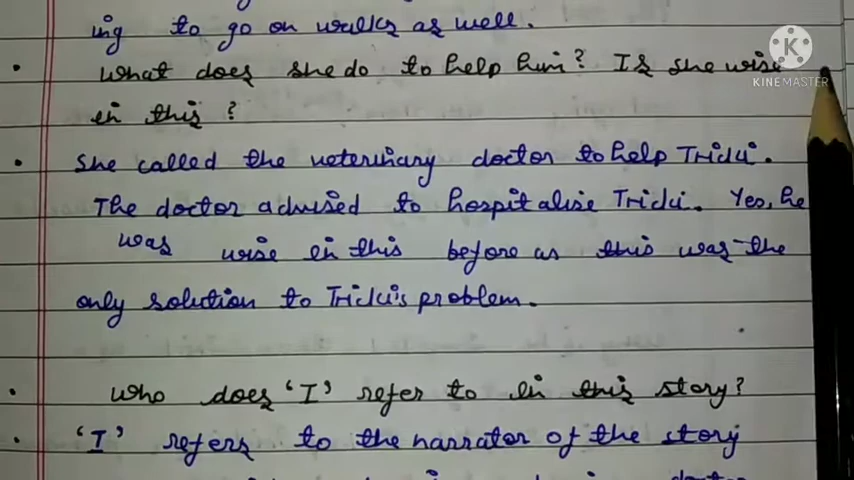 ing to go on walks as well.
What does she do to help him? Is she wise
in this?
She called the veterinary doctor to help Tricki.
The doctor advised to hospitalise Tricki. Yes, he
was wise in this before as this was the
only solution to Tricki's problem.
Who does 'I' refer to in this story?
'I' refers to the narrator of the story
KINEMASTER